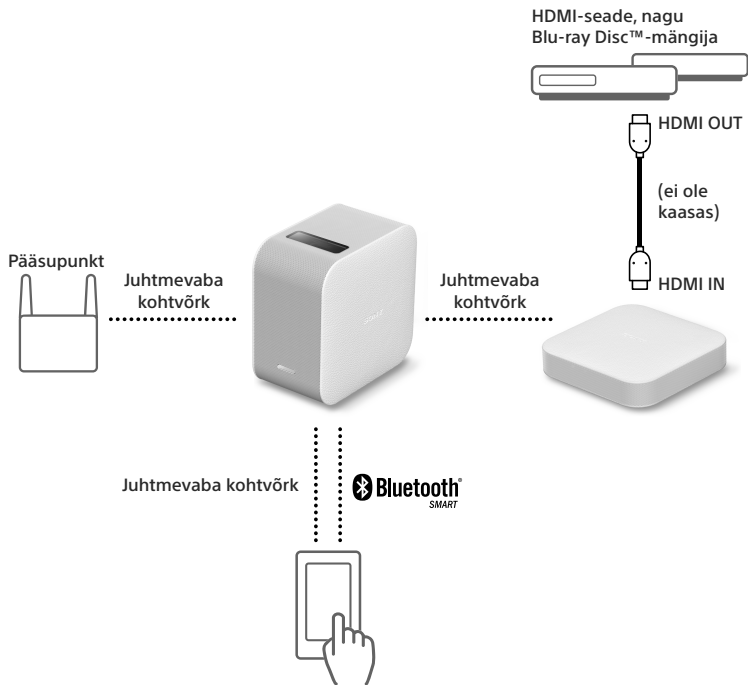 HDMI-seade, nagu
Blu-ray Disc™-mängija
HDMI OUT
(ei ole
kaasas)
HDMI IN
Pääsupunkt
Juhtmevaba
kohtvõrk
SONY
Juhtmevaba
kohtvõrk
Juhtmevaba kohtvõrk
Bluetooth®
SMART